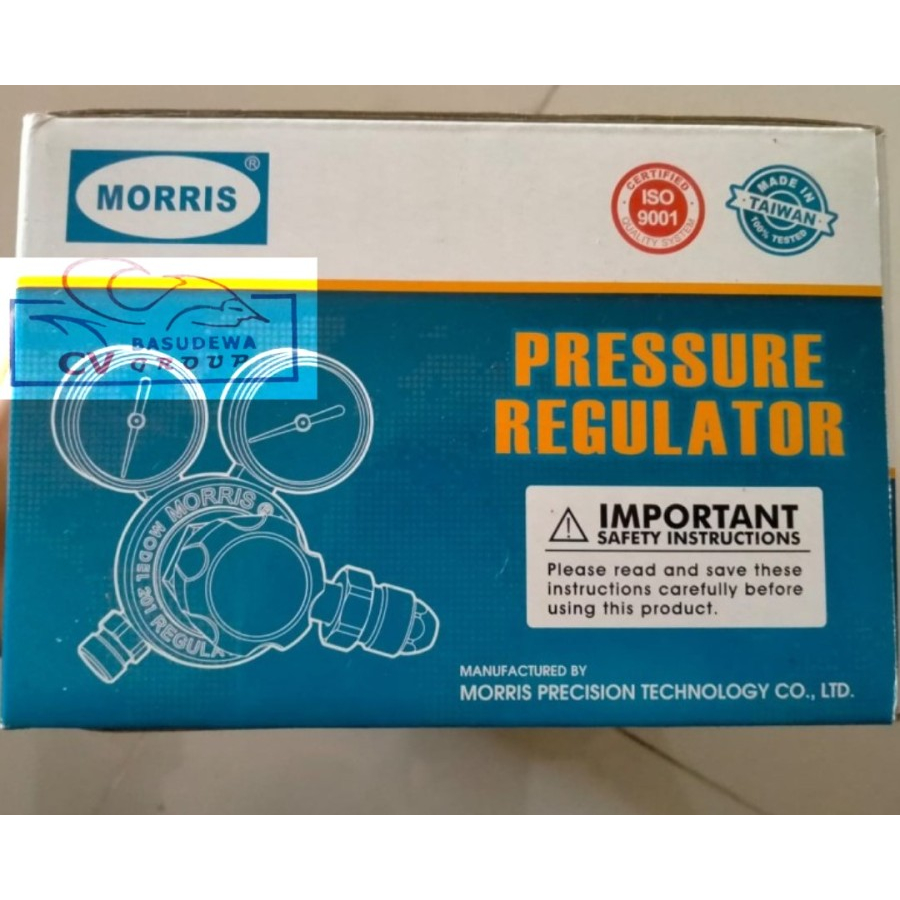 MORRIS ®
CERTIFIED
ISO
9001
QUALITY SYSTEM
MADE IN
TAIWAN
100% TESTED
BASUDEWA
CV GROUP
PRESSURE
REGULATOR
MORRIS ®
MODEL 1021 REGULA
IMPORTANT
SAFETY INSTRUCTIONS
Please read and save these
instructions carefully before
using this product.
MANUFACTURED BY
MORRIS PRECISION TECHNOLOGY CO., LTD.